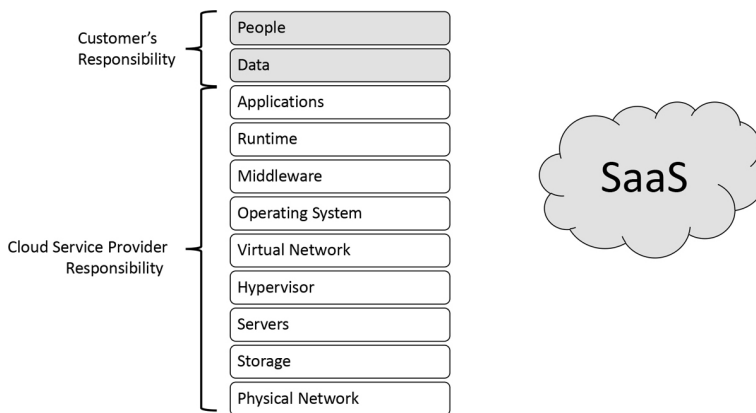 Customer's
Responsibility
People
Data
Applications
Runtime
Middleware
Operating System
Cloud Service Provider
Responsibility
Virtual Network
Hypervisor
Servers
Storage
Physical Network
SaaS